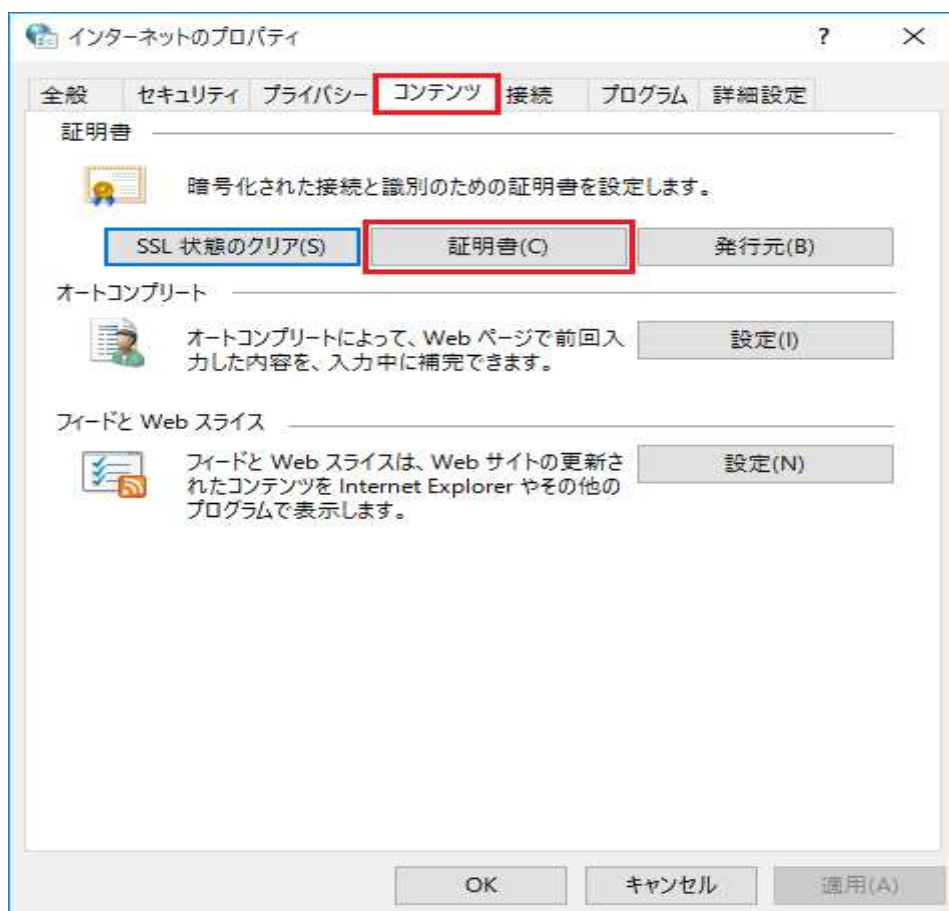 インターネットのプロパティ
?
全般 セキュリティ プライバシー コンテンツ 接続 プログラム 詳細設定
証明書
暗号化された接続と識別のための証明書を設定します。
SSL 状態のクリア(S) 証明書(C) 発行元(B)
オートコンプリート
オートコンプリートによって、Web ページで前回入
力した内容を、入力中に補完できます。
設定(I)
フィードと Web スライス
フィードと Web スライスは、Web サイトの更新さ
れたコンテンツを Internet Explorer やその他の
プログラムで表示します。
設定(N)
OK キャンセル 適用(A)